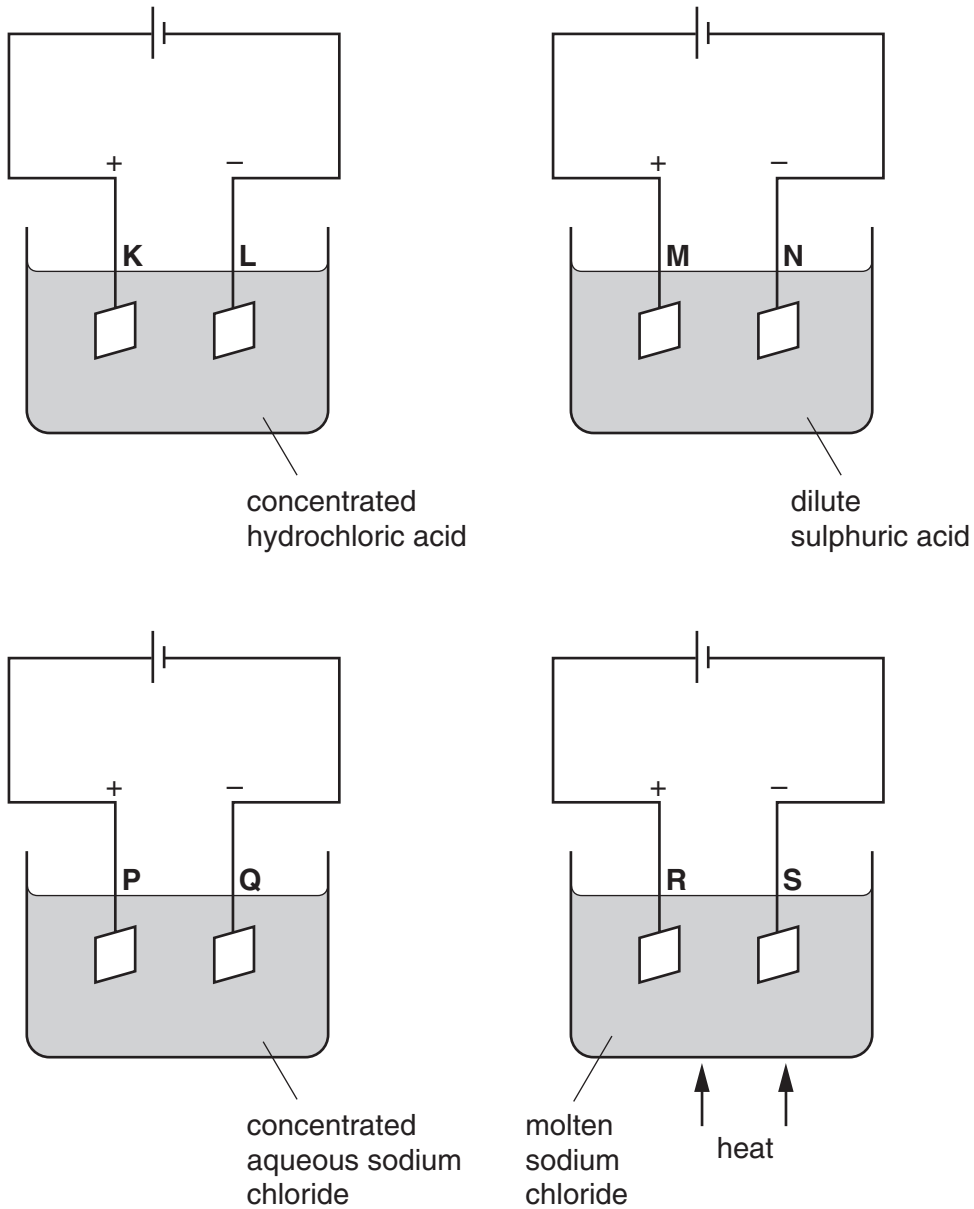 + –
K L
concentrated
hydrochloric acid
+ –
M N
dilute
sulphuric acid
+ –
P Q
concentrated
aqueous sodium
chloride
+ –
R S
molten
sodium
chloride
heat